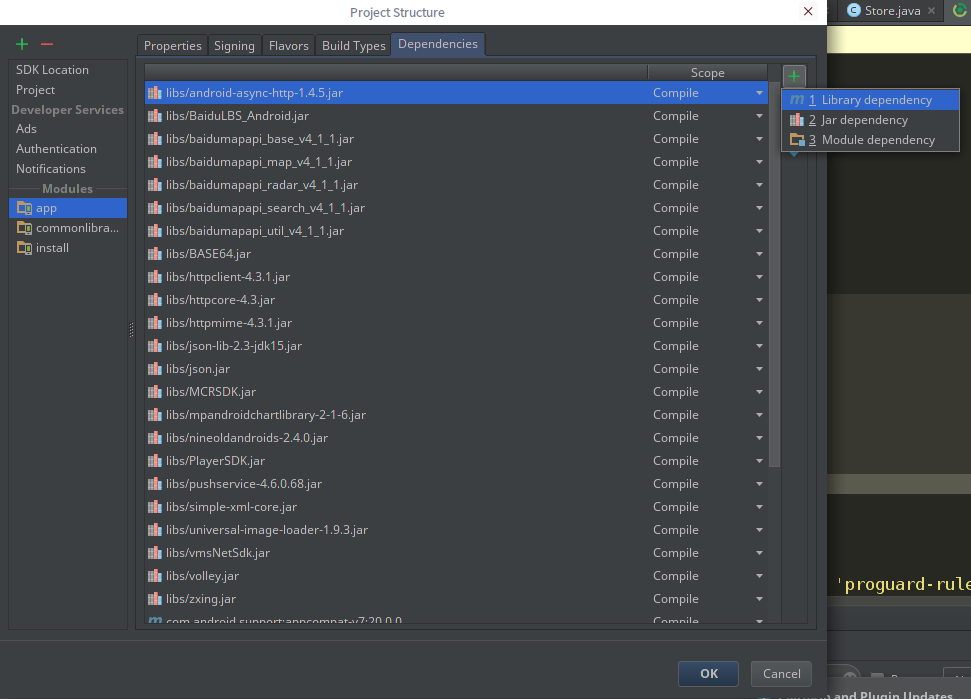 Project Structure
Store.java
Properties
Signing
Flavors
Build Types
Dependencies
SDK Location
Project
Developer Services
Ads
Authentication
Notifications
Modules
app
commonlibra...
install
Scope
libs/android-async-http-1.4.5.jar Compile
libs/BaiduLBS_Android.jar Compile
libs/baidumapapi_base_v4_1_1.jar Compile
libs/baidumapapi_map_v4_1_1.jar Compile
libs/baidumapapi_radar_v4_1_1.jar Compile
libs/baidumapapi_search_v4_1_1.jar Compile
libs/baidumapapi_util_v4_1_1.jar Compile
libs/BASE64.jar Compile
libs/httpclient-4.3.1.jar Compile
libs/httpcore-4.3.jar Compile
libs/httpmime-4.3.1.jar Compile
libs/json-lib-2.3-jdk15.jar Compile
libs/json.jar Compile
libs/MCRSDK.jar Compile
libs/mpandroidchartlibrary-2-1-6.jar Compile
libs/nineoldandroids-2.4.0.jar Compile
libs/PlayerSDK.jar Compile
libs/pushservice-4.6.0.68.jar Compile
libs/simple-xml-core.jar Compile
libs/universal-image-loader-1.9.3.jar Compile
libs/vmsNetSdk.jar Compile
libs/volley.jar Compile
libs/zxing.jar Compile
com.android.support:appcompat-v7:20.0.0 Compile
1 Library dependency
2 Jar dependency
3 Module dependency
'proguard-rule
OK
Cancel
and Plugin Updates